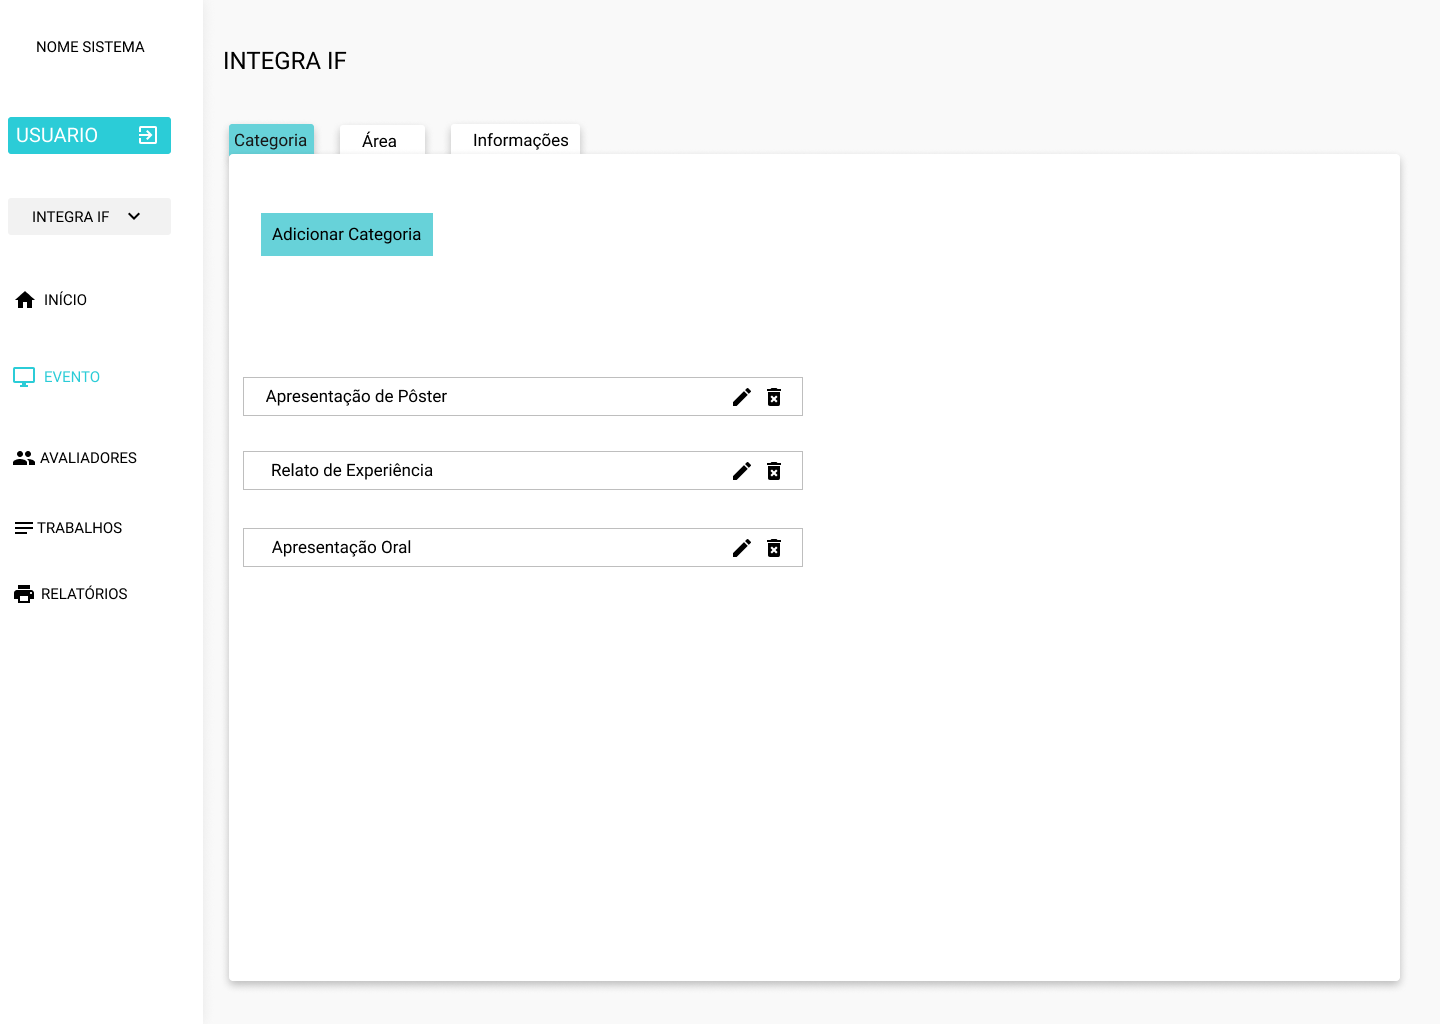 NOME SISTEMA
USUARIO
INTEGRA IF
INÍCIO
EVENTO
AVALIADORES
TRABALHOS
RELATÓRIOS
INTEGRA IF
Categoria
Área
Informações
Adicionar Categoria
Apresentação de Pôster
Relato de Experiência
Apresentação Oral